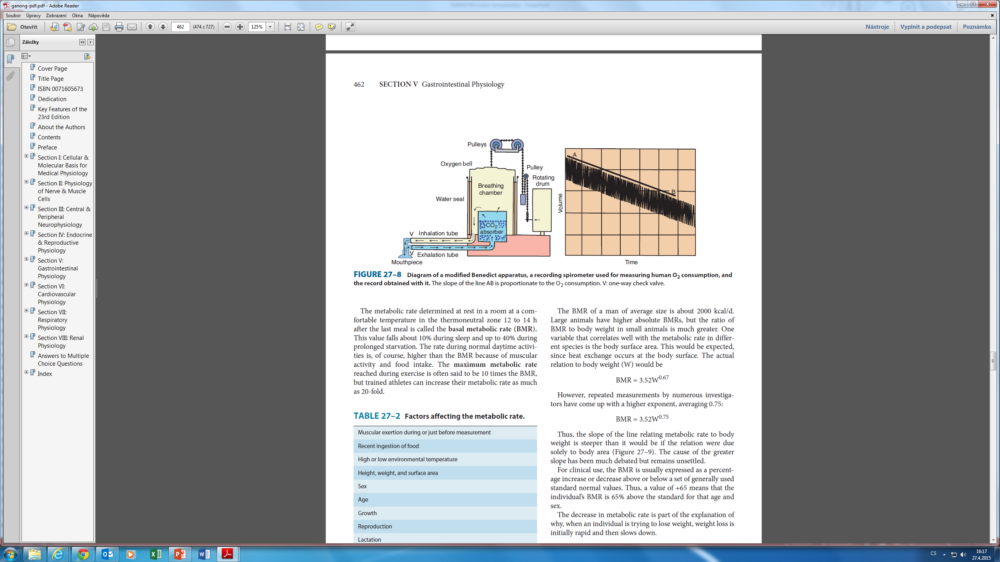 ganong-pdf.pdf - Adobe Reader
Soubor Úpravy Zobrazení Okna Nápověda
Otevřít 462 (474 z 727) 125% Nástroje Vyplnit a podepsat Poznámka
Záložky
Cover Page
Title Page
ISBN 0071605673
Dedication
Key Features of the
23rd Edition
About the Authors
Contents
Preface
Section I: Cellular &
Molecular Basis for
Medical Physiology
Section II: Physiology
of Nerve & Muscle
Cells
Section III: Central &
Peripheral
Neurophysiology
Section IV: Endocrine
& Reproductive
Physiology
Section V:
Gastrointestinal
Physiology
Section VI:
Cardiovascular
Physiology
Section VII:
Respiratory
Physiology
Section VIII: Renal
Physiology
Answers to Multiple
Choice Questions
Index
462 SECTION V Gastrointestinal Physiology
Pulleys
Oxygen bell
Pulley
Rotating
drum
Breathing
chamber
Water seal
CO2
absorber
V Inhalation tube
V Exhalation tube
Mouthpiece
A
B
Volume
Time
FIGURE 27–8 Diagram of a modified Benedict apparatus, a recording spirometer used for measuring human O2 consumption, and
the record obtained with it. The slope of the line AB is proportionate to the O2 consumption. V: one-way check valve.
The metabolic rate determined at rest in a room at a com-
fortable temperature in the thermoneutral zone 12 to 14 h
after the last meal is called the basal metabolic rate (BMR).
This value falls about 10% during sleep and up to 40% during
prolonged starvation. The rate during normal daytime activi-
ties is, of course, higher than the BMR because of muscular
activity and food intake. The maximum metabolic rate
reached during exercise is often said to be 10 times the BMR,
but trained athletes can increase their metabolic rate as much
as 20-fold.
TABLE 27–2 Factors affecting the metabolic rate.
Muscular exertion during or just before measurement
Recent ingestion of food
High or low environmental temperature
Height, weight, and surface area
Sex
Age
Growth
Reproduction
Lactation
The BMR of a man of average size is about 2000 kcal/d.
Large animals have higher absolute BMRs, but the ratio of
BMR to body weight in small animals is much greater. One
variable that correlates well with the metabolic rate in differ-
ent species is the body surface area. This would be expected,
since heat exchange occurs at the body surface. The actual
relation to body weight (W) would be
BMR = 3.52W^0.67
However, repeated measurements by numerous investiga-
tors have come up with a higher exponent, averaging 0.75:
BMR = 3.52W^0.75
Thus, the slope of the line relating metabolic rate to body
weight is steeper than it would be if the relation were due
solely to body area (Figure 27–9). The cause of the greater
slope has been much debated but remains unsettled.
For clinical use, the BMR is usually expressed as a percent-
age increase or decrease above or below a set of generally used
standard normal values. Thus, a value of +65 means that the
individual's BMR is 65% above the standard for that age and
sex.
The decrease in metabolic rate is part of the explanation of
why, when an individual is trying to lose weight, weight loss is
initially rapid and then slows down.
CS
16:17
27.4.2015